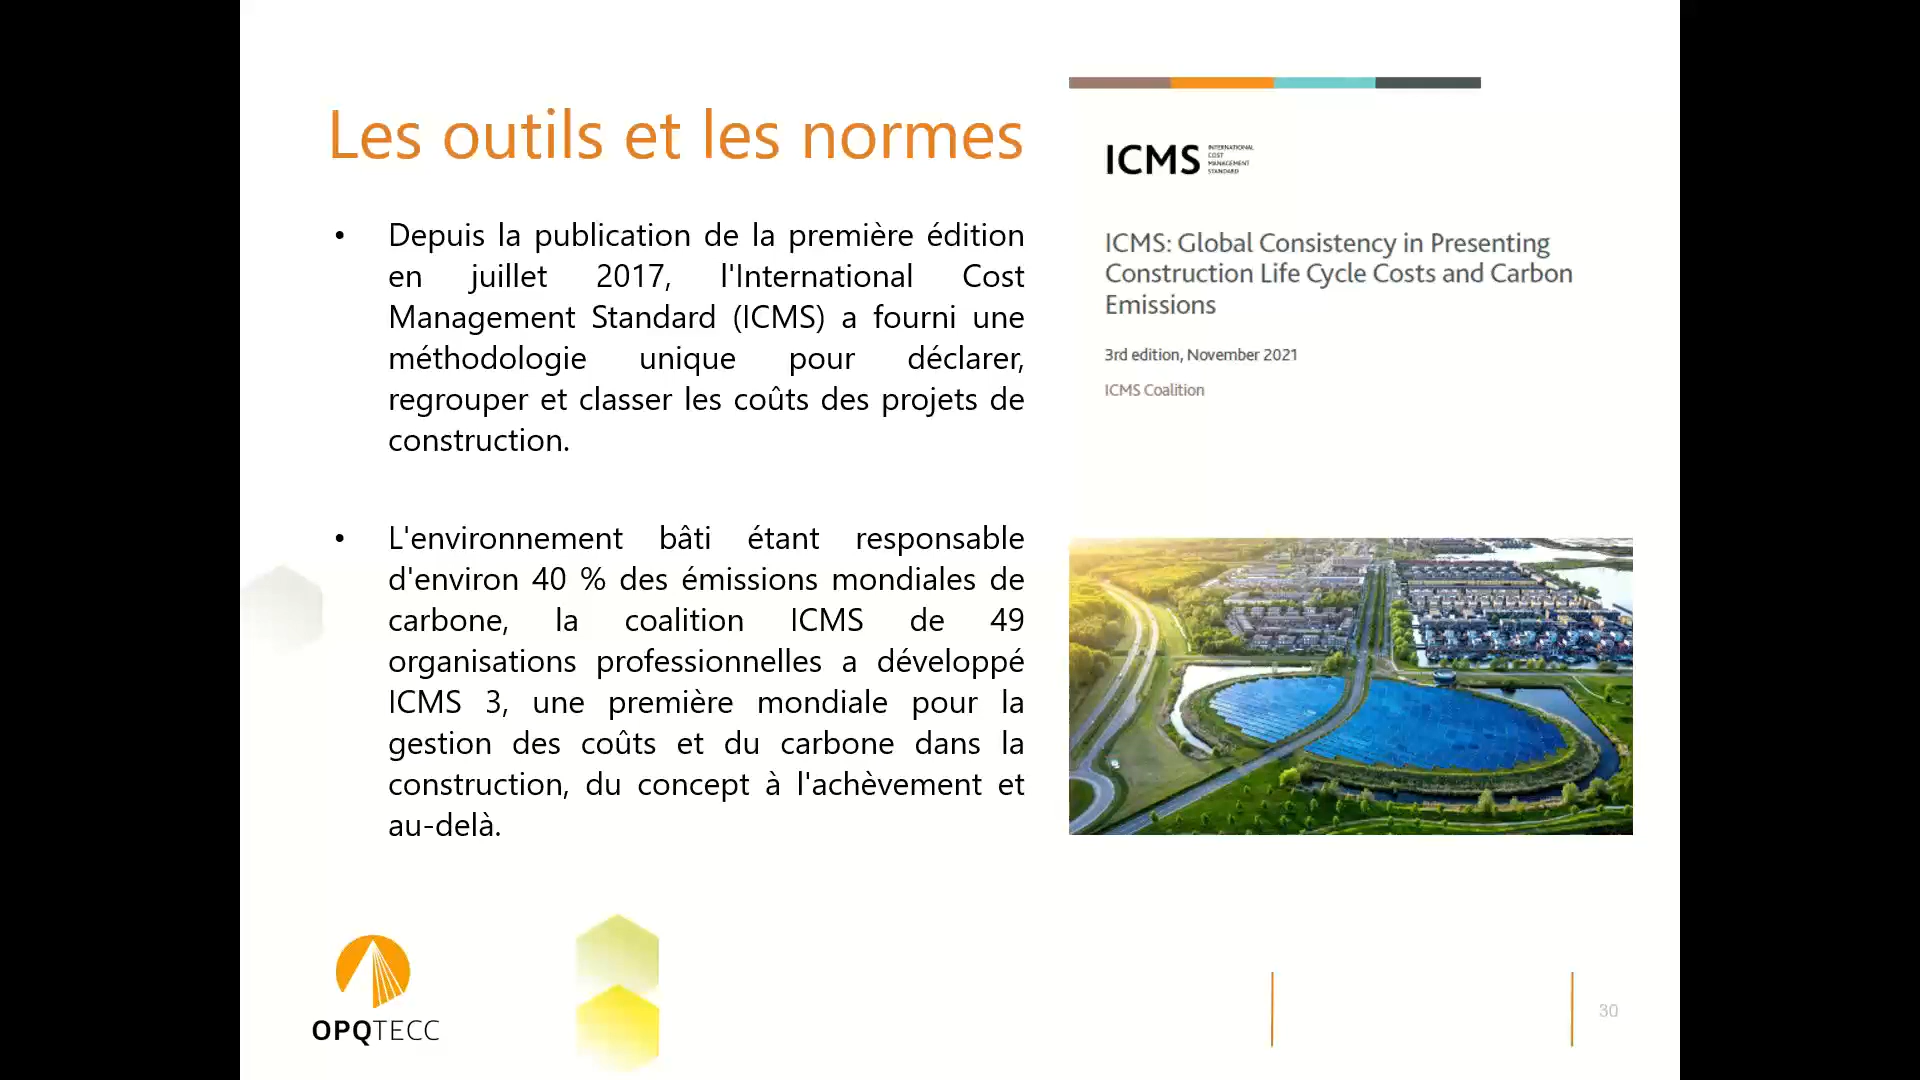 Les outils et les normes
• Depuis la publication de la première édition
en juillet 2017, l'International Cost
Management Standard (ICMS) a fourni une
méthodologie unique pour déclarer,
regrouper et classer les coûts des projets de
construction.
• L'environnement bâti étant responsable
d'environ 40 % des émissions mondiales de
carbone, la coalition ICMS de 49
organisations professionnelles a développé
ICMS 3, une première mondiale pour la
gestion des coûts et du carbone dans la
construction, du concept à l'achèvement et
au-delà.
ICMS
INTERNATIONAL
COST
MANAGEMENT
STANDARD
ICMS: Global Consistency in Presenting
Construction Life Cycle Costs and Carbon
Emissions
3rd edition, November 2021
ICMS Coalition
OPQTECC
30